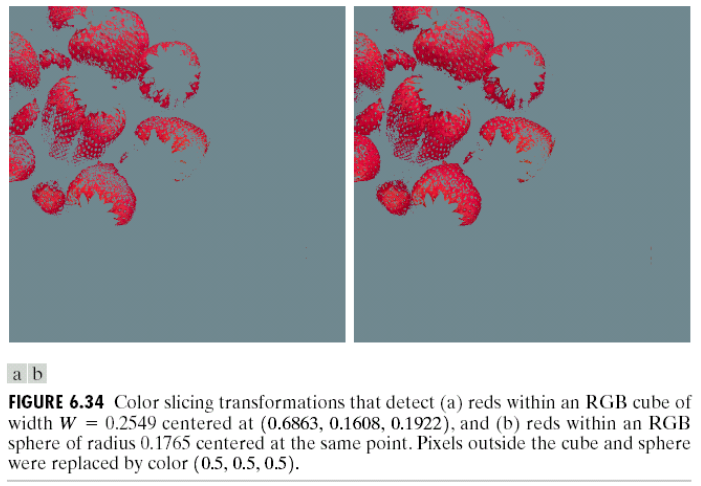 a b
FIGURE 6.34 Color slicing transformations that detect (a) reds within an RGB cube of
width W = 0.2549 centered at (0.6863, 0.1608, 0.1922), and (b) reds within an RGB
sphere of radius 0.1765 centered at the same point. Pixels outside the cube and sphere
were replaced by color (0.5, 0.5, 0.5).